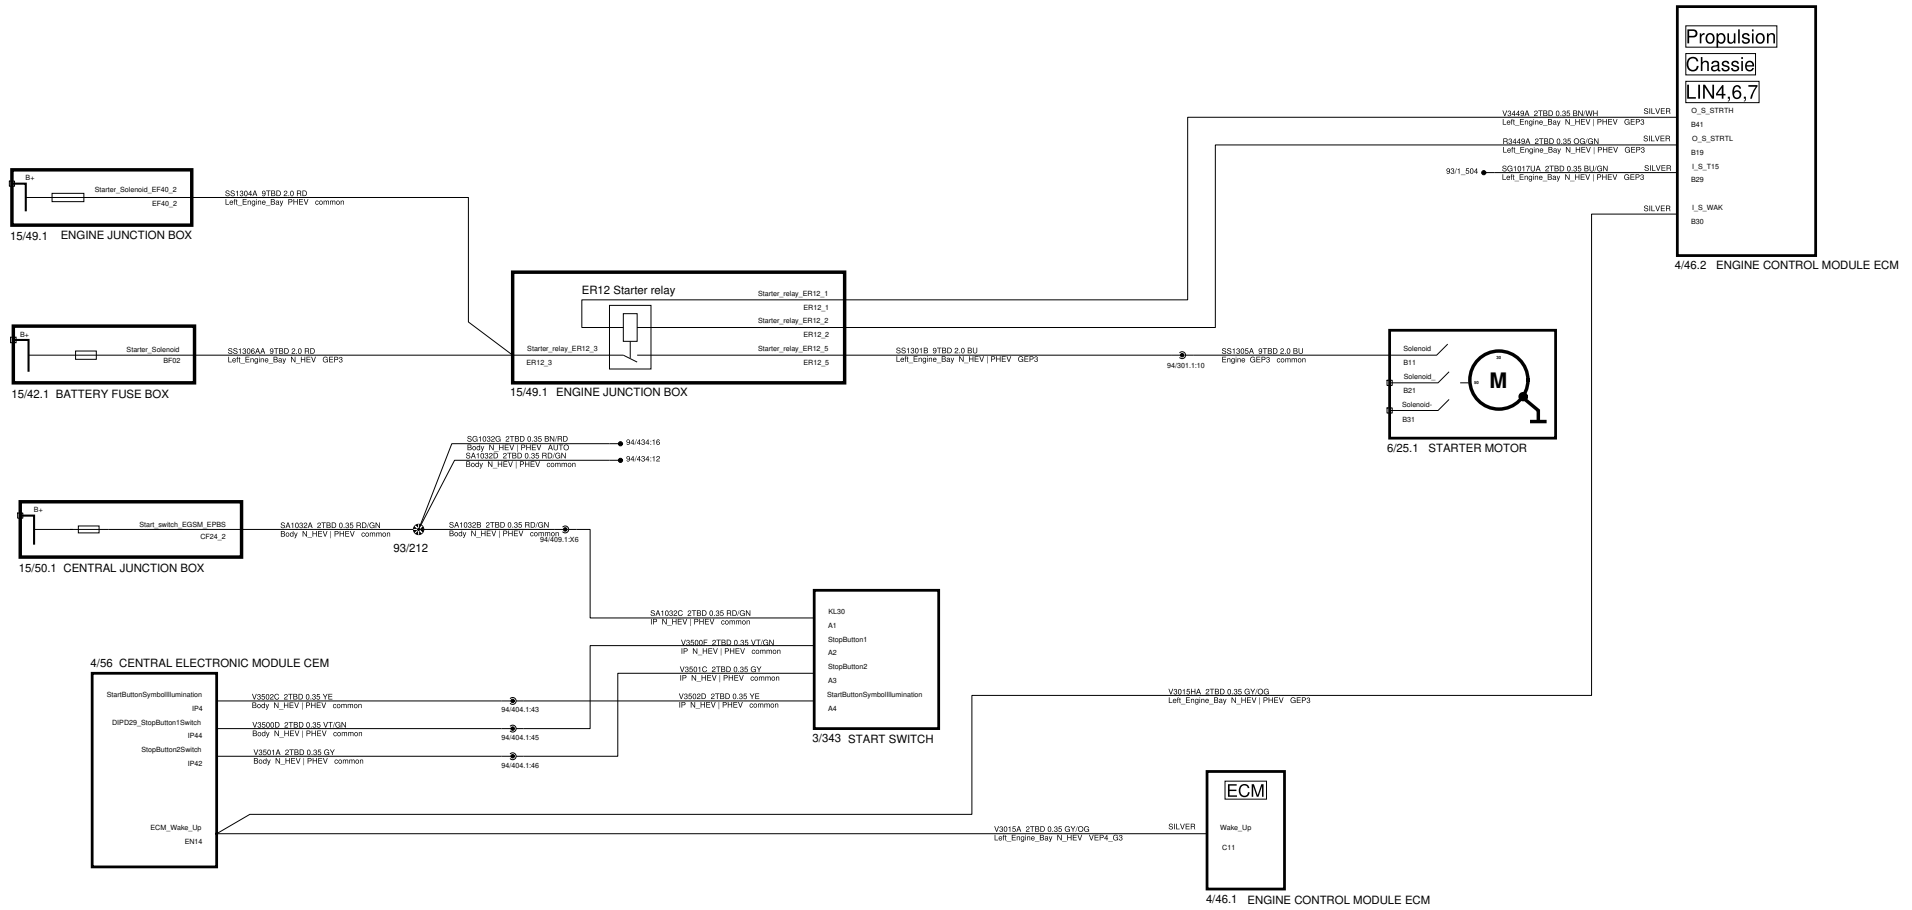 Propulsion
Chassie
LIN4,6,7
V3449A 2TBD 0.35 BN/WH
Left_Engine_Bay N_HEV | PHEV GEP3
SILVER
O_S_STRTH
B41
R3449A 2TBD 0.35 OG/GN
Left_Engine_Bay N_HEV | PHEV GEP3
SILVER
O_S_STRTL
B19
93/1_504
SG1017UA 2TBD 0.35 BU/GN
Left_Engine_Bay N_HEV | PHEV GEP3
SILVER
I_S_T15
B29
SILVER
I_S_WAK
B30
4/46.2 ENGINE CONTROL MODULE ECM
B+
Starter_Solenoid_EF40_2
EF40_2
SS1304A 9TBD 2.0 RD
Left_Engine_Bay PHEV common
15/49.1 ENGINE JUNCTION BOX
ER12 Starter relay
Starter_relay_ER12_1
ER12_1
Starter_relay_ER12_2
ER12_2
Starter_relay_ER12_3
ER12_3
Starter_relay_ER12_5
ER12_5
15/49.1 ENGINE JUNCTION BOX
B+
Starter_Solenoid
BF02
SS1306AA 9TBD 2.0 RD
Left_Engine_Bay N_HEV GEP3
15/42.1 BATTERY FUSE BOX
SS1301B 9TBD 2.0 BU
Left_Engine_Bay N_HEV | PHEV GEP3
94/301.1:10
SS1305A 9TBD 2.0 BU
Engine GEP3 common
Solenoid
B11
Solenoid_
B21
Solenoid-
B31
30
50
M
6/25.1 STARTER MOTOR
SG1032G 2TBD 0.35 BN/RD
Body N_HEV | PHEV AUTO
94/434:16
SA1032D 2TBD 0.35 RD/GN
Body N_HEV | PHEV common
94/434:12
B+
Start_switch_EGSM_EPBS
CF24_2
15/50.1 CENTRAL JUNCTION BOX
SA1032A 2TBD 0.35 RD/GN
Body N_HEV | PHEV common
93/212
SA1032B 2TBD 0.35 RD/GN
Body N_HEV | PHEV common
94/409.1:X6
SA1032C 2TBD 0.35 RD/GN
IP N_HEV | PHEV common
V3500F 2TBD 0.35 VT/GN
IP N_HEV | PHEV common
V3501C 2TBD 0.35 GY
IP N_HEV | PHEV common
V3502D 2TBD 0.35 YE
IP N_HEV | PHEV common
KL30
A1
StopButton1
A2
StopButton2
A3
StartButtonSymbolIllumination
A4
3/343 START SWITCH
4/56 CENTRAL ELECTRONIC MODULE CEM
StartButtonSymbolIllumination
IP4
DIPD29_StopButton1Switch
IP44
StopButton2Switch
IP42
ECM_Wake_Up
EN14
V3502C 2TBD 0.35 YE
Body N_HEV | PHEV common
94/404.1:43
V3500D 2TBD 0.35 VT/GN
Body N_HEV | PHEV common
94/404.1:45
V3501A 2TBD 0.35 GY
Body N_HEV | PHEV common
94/404.1:46
V3015HA 2TBD 0.35 GY/OG
Left_Engine_Bay N_HEV | PHEV GEP3
V3015A 2TBD 0.35 GY/OG
Left_Engine_Bay N_HEV VEP4_G3
SILVER
ECM
Wake_Up
C11
4/46.1 ENGINE CONTROL MODULE ECM